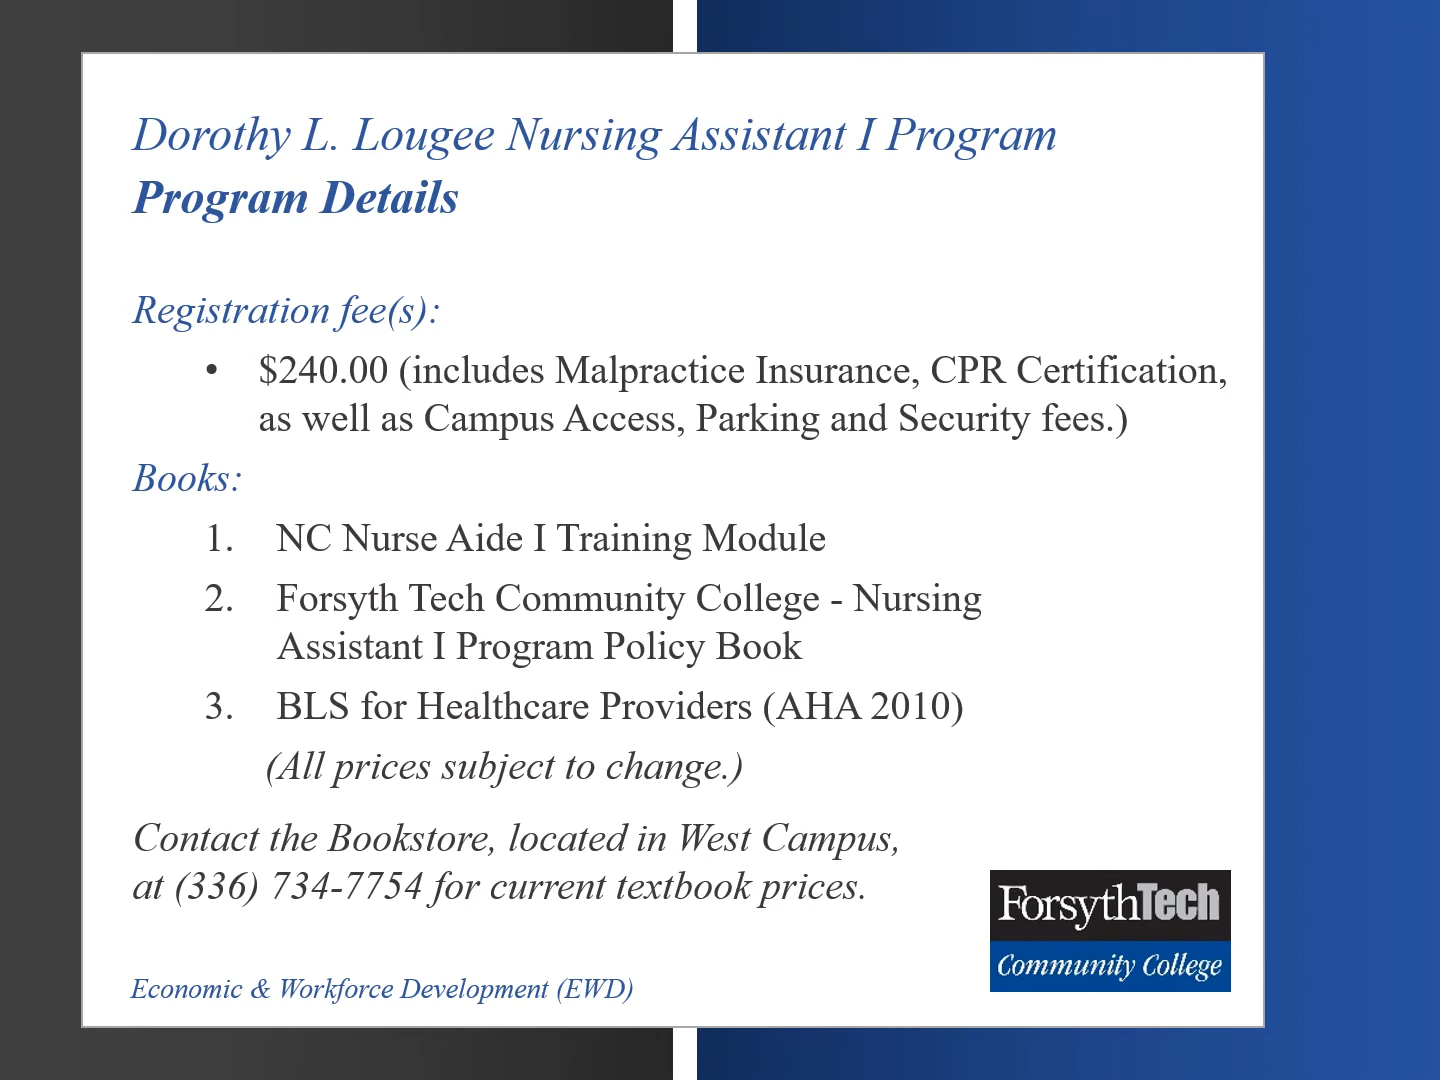 Dorothy L. Lougee Nursing Assistant I Program
Program Details
Registration fee(s):
• $240.00 (includes Malpractice Insurance, CPR Certification,
as well as Campus Access, Parking and Security fees.)
Books:
1. NC Nurse Aide I Training Module
2. Forsyth Tech Community College - Nursing
Assistant I Program Policy Book
3. BLS for Healthcare Providers (AHA 2010)
(All prices subject to change.)
Contact the Bookstore, located in West Campus,
at (336) 734-7754 for current textbook prices.
ForsythTech
Community College
Economic & Workforce Development (EWD)